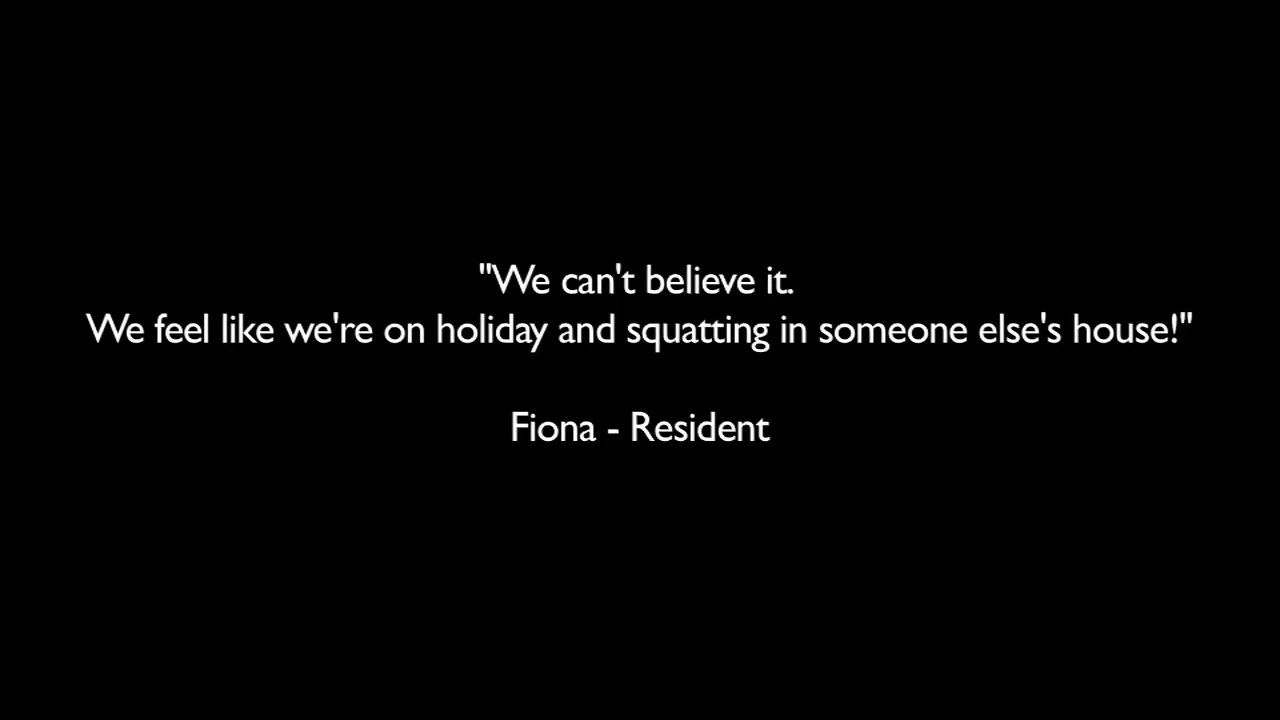 "We can't believe it.
We feel like we're on holiday and squatting in someone else's house!"
Fiona - Resident